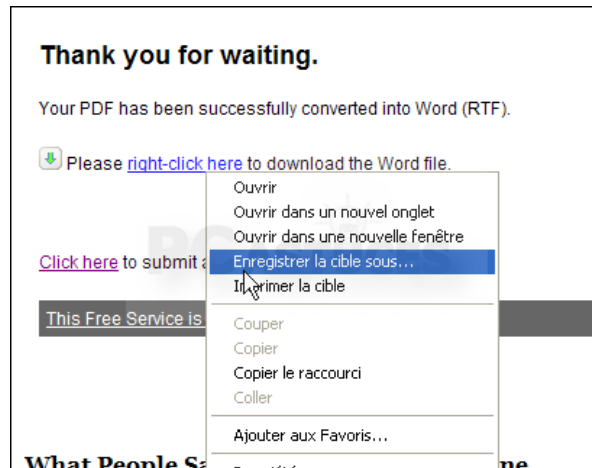 Thank you for waiting.
Your PDF has been successfully converted into Word (RTF).
Please right-click here to download the Word file.
Ouvrir
Ouvrir dans un nouvel onglet
Ouvrir dans une nouvelle fenêtre
Click here to submit
Enregistrer la cible sous...
Imprimer la cible
This Free Service is
Couper
Copier
Copier le raccourci
Coller
Ajouter aux Favoris...
What People